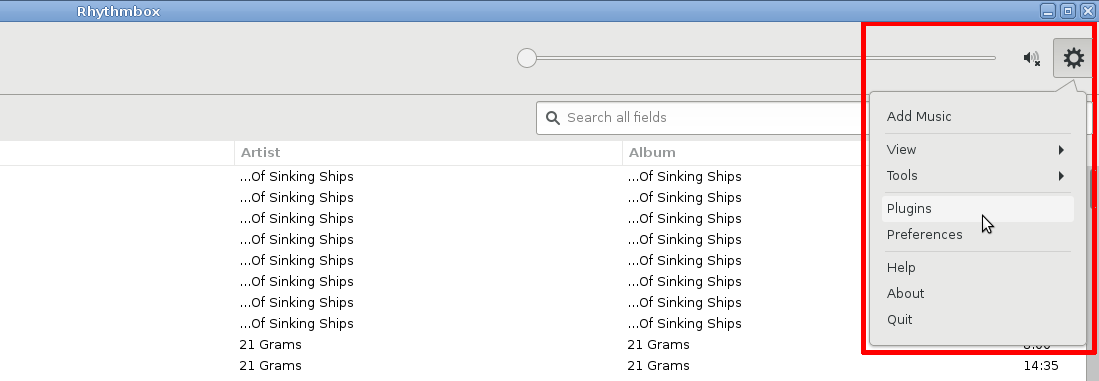 Rhythmbox
Search all fields
Artist Album
...Of Sinking Ships ...Of Sinking Ships
...Of Sinking Ships ...Of Sinking Ships
...Of Sinking Ships ...Of Sinking Ships
...Of Sinking Ships ...Of Sinking Ships
...Of Sinking Ships ...Of Sinking Ships
...Of Sinking Ships ...Of Sinking Ships
...Of Sinking Ships ...Of Sinking Ships
...Of Sinking Ships ...Of Sinking Ships
21 Grams 21 Grams
21 Grams 21 Grams 14:35
Add Music
View
Tools
Plugins
Preferences
Help
About
Quit